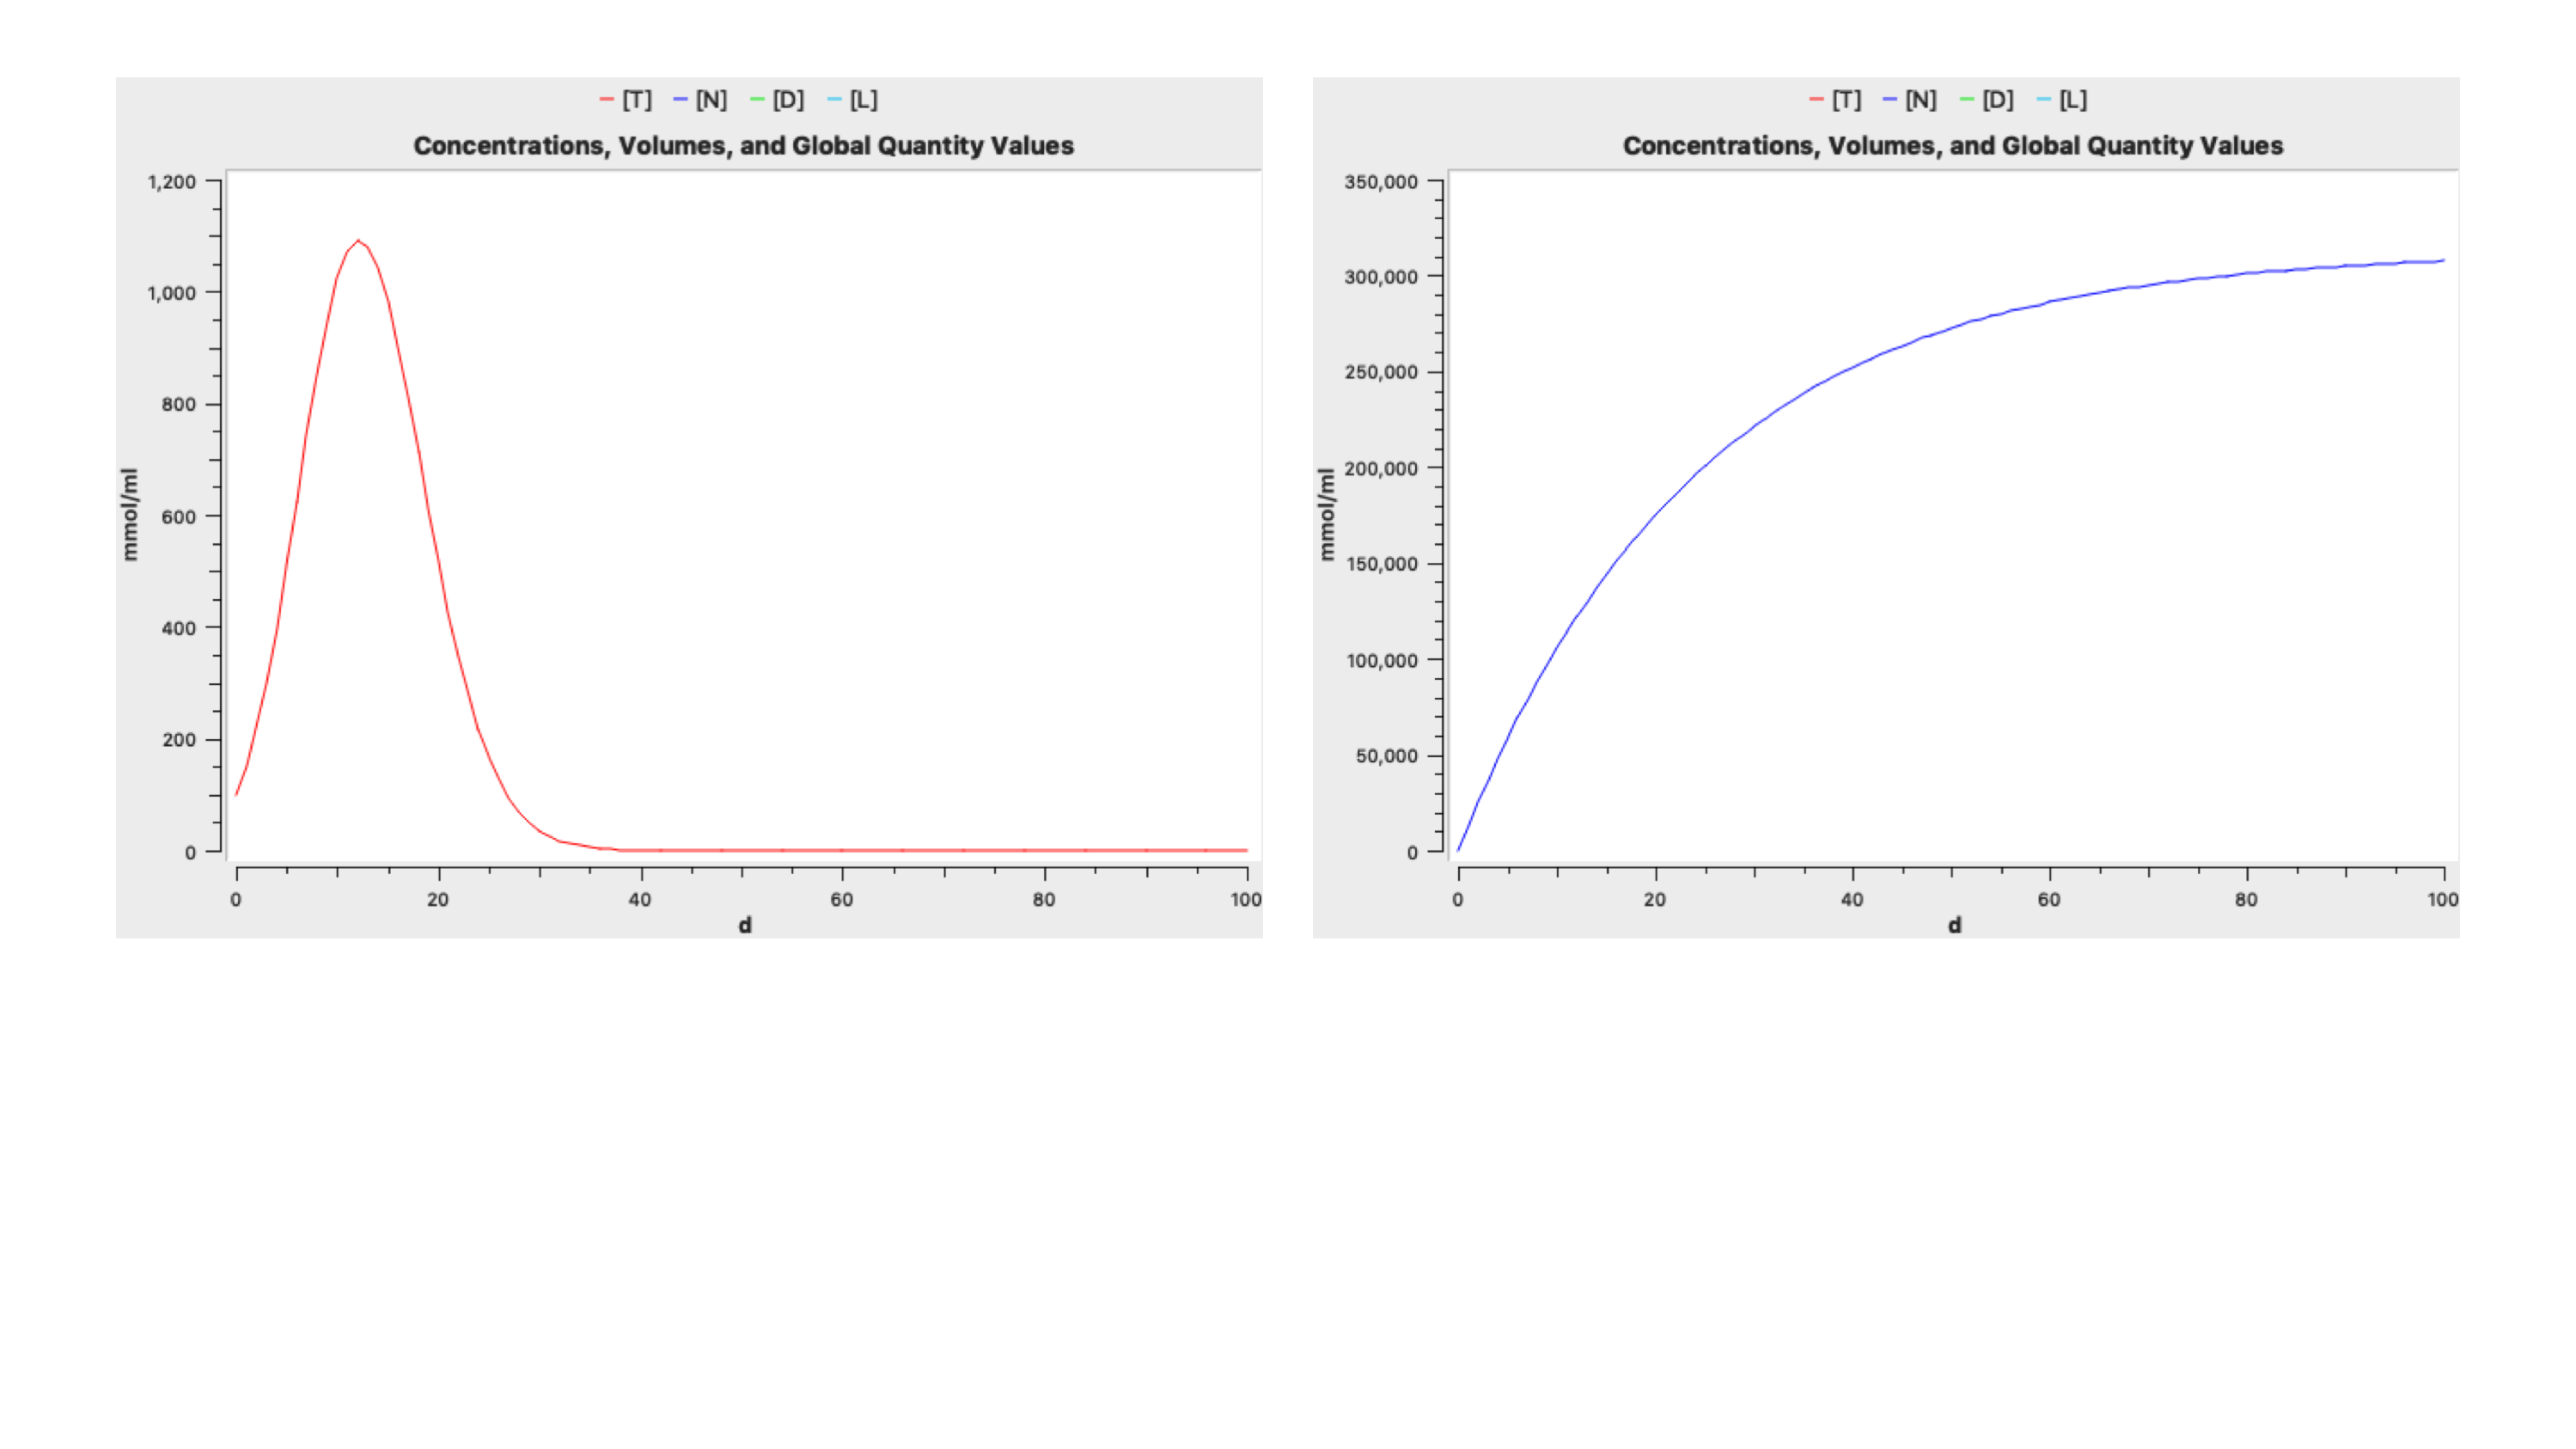 [T] [N] [D] [L]
Concentrations, Volumes, and Global Quantity Values
1,200
1,000
800
600
400
200
0
mmol/ml
0 20 40 60 80 100
d
[T] [N] [D] [L]
Concentrations, Volumes, and Global Quantity Values
350,000
300,000
250,000
200,000
150,000
100,000
50,000
0
mmol/ml
0 20 40 60 80 100
d